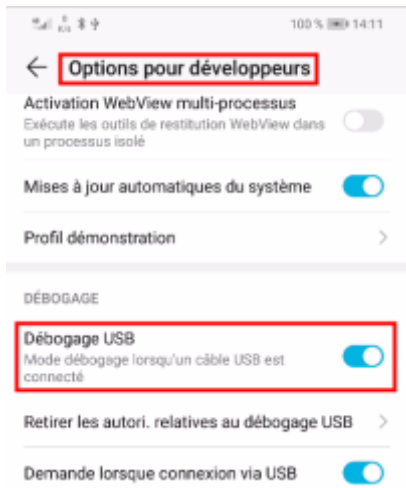 100 % 14:11
Options pour développeurs
Activation WebView multi-processus
Exécute les outils de restitution WebView dans
un processus isolé
Mises à jour automatiques du système
Profil démonstration
DÉBOGAGE
Débogage USB
Mode débogage lorsqu'un câble USB est
connecté
Retirer les autori. relatives au débogage USB
Demande lorsque connexion via USB